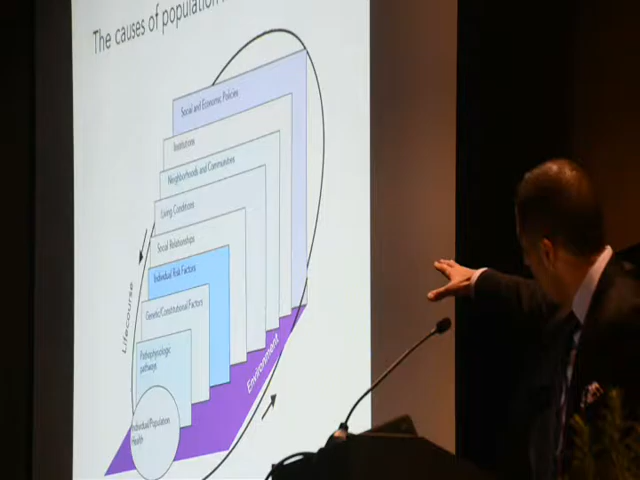 The causes of population
Social and Economic Policies
Institutions
Neighborhoods and Communities
Living Conditions
Social Relationships
Individual Risk Factors
Genetic/Constitutional Factors
Pathophysiologic
pathways
Individual/Population
Health
Lifecourse
Environment